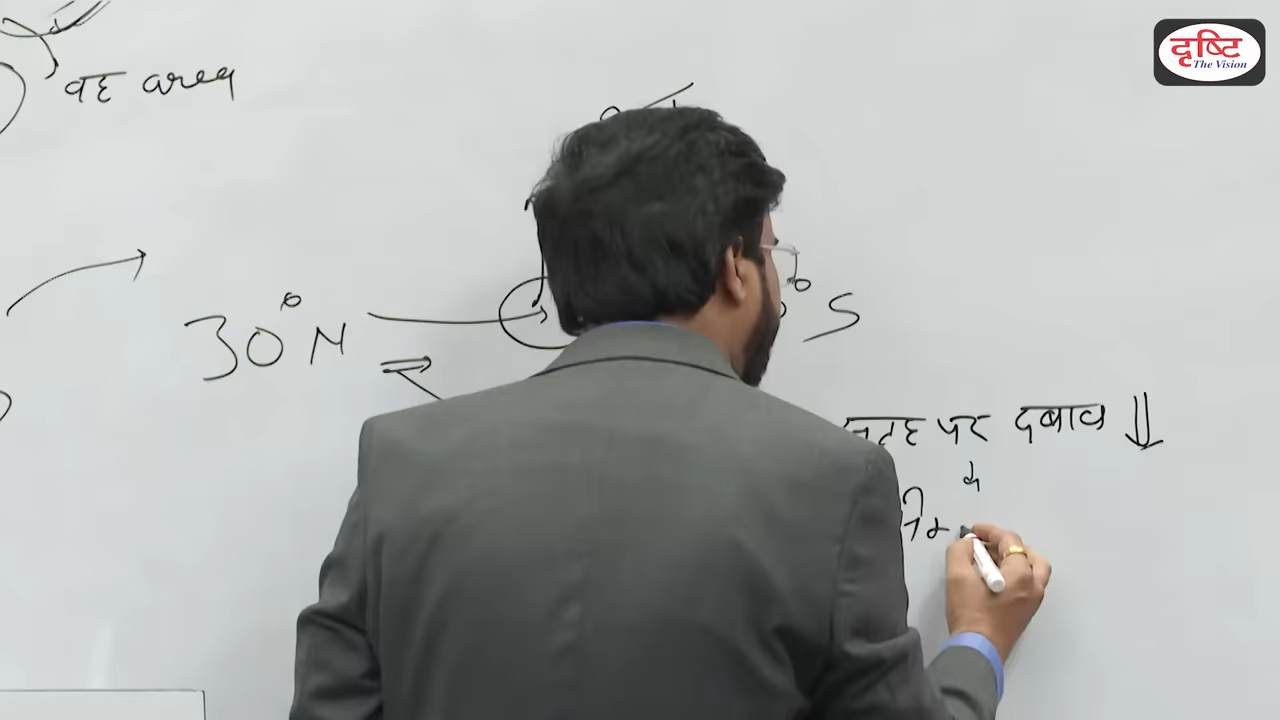 वह area
दृष्टि
The Vision
30° N
° S
सतह पर दबाव ↓